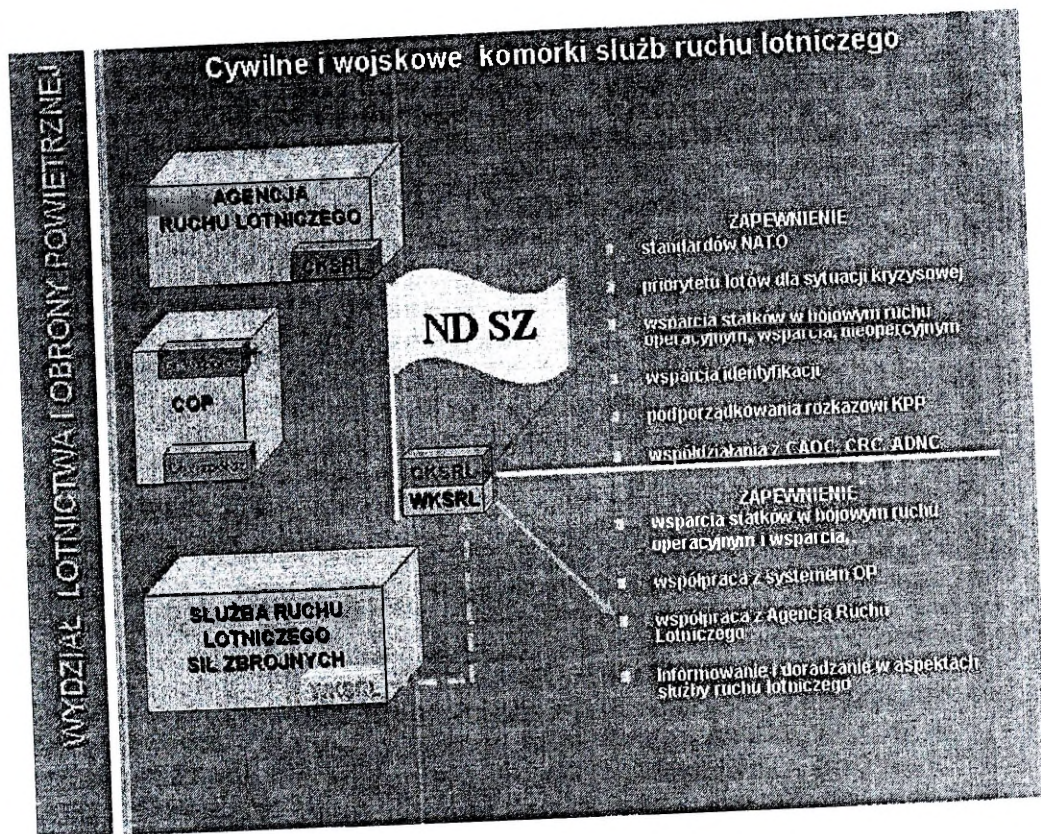 Cywilne i wojskowe komórki służb ruchu lotniczego
WYDZIAŁ LOTNICTWA I OBRONY POWIETRZNEJ
AGENCJA
RUCHU LOTNICZEGO
CKSRL
COP
ND SZ
CKSRL
WKSRL
SŁUŻBA RUCHU
LOTNICZEGO
SIŁ ZBROJNYCH
WKSRL
ZAPEWNIENIE
standardów NATO
priorytetu lotów dla sytuacji kryzysowej
wsparcia statków w bojowym ruchu
operacyjnym, wsparcia, nieopercyjnym
wsparcia identyfikacji
podporządkowania rozkazowi KPP
współdziałania z CAOC, CRC, ADNC.
ZAPEWNIENIE
wsparcia statków w bojowym ruchu
operacyjnym i wsparcia,
współpraca z systemem OP
współpraca z Agencją Ruchu
Lotniczego
Informowanie i doradzanie w aspektach
służby ruchu lotniczego